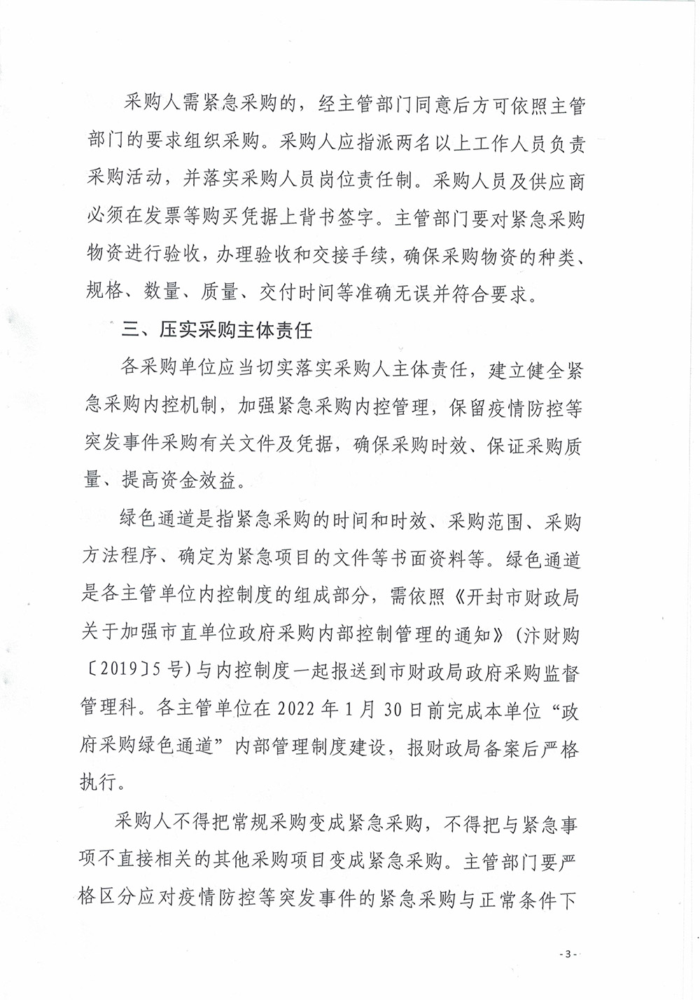 采购人需紧急采购的，经主管部门同意后方可依照主管
部门的要求组织采购。采购人应指派两名以上工作人员负责
采购活动，并落实采购人员岗位责任制。采购人员及供应商
必须在发票等购买凭据上背书签字。主管部门要对紧急采购
物资进行验收，办理验收和交接手续，确保采购物资的种类、
规格、数量、质量、交付时间等准确无误并符合要求。
三、压实采购主体责任
各采购单位应当切实落实采购人主体责任，建立健全紧
急采购内控机制，加强紧急采购内控管理，保留疫情防控等
突发事件采购有关文件及凭据，确保采购时效、保证采购质
量、提高资金效益。
绿色通道是指紧急采购的时间和时效、采购范围、采购
方法程序、确定为紧急项目的文件等书面资料等。绿色通道
是各主管单位内控制度的组成部分，需依照《开封市财政局
关于加强市直单位政府采购内部控制管理的通知》(汴财购
〔2019〕5 号)与内控制度一起报送到市财政局政府采购监督
管理科。各主管单位在 2022 年 1 月 30 日前完成本单位“政
府采购绿色通道”内部管理制度建设，报财政局备案后严格
执行。
采购人不得把常规采购变成紧急采购，不得把与紧急事
项不直接相关的其他采购项目变成紧急采购。主管部门要严
格区分应对疫情防控等突发事件的紧急采购与正常条件下
- 3 -